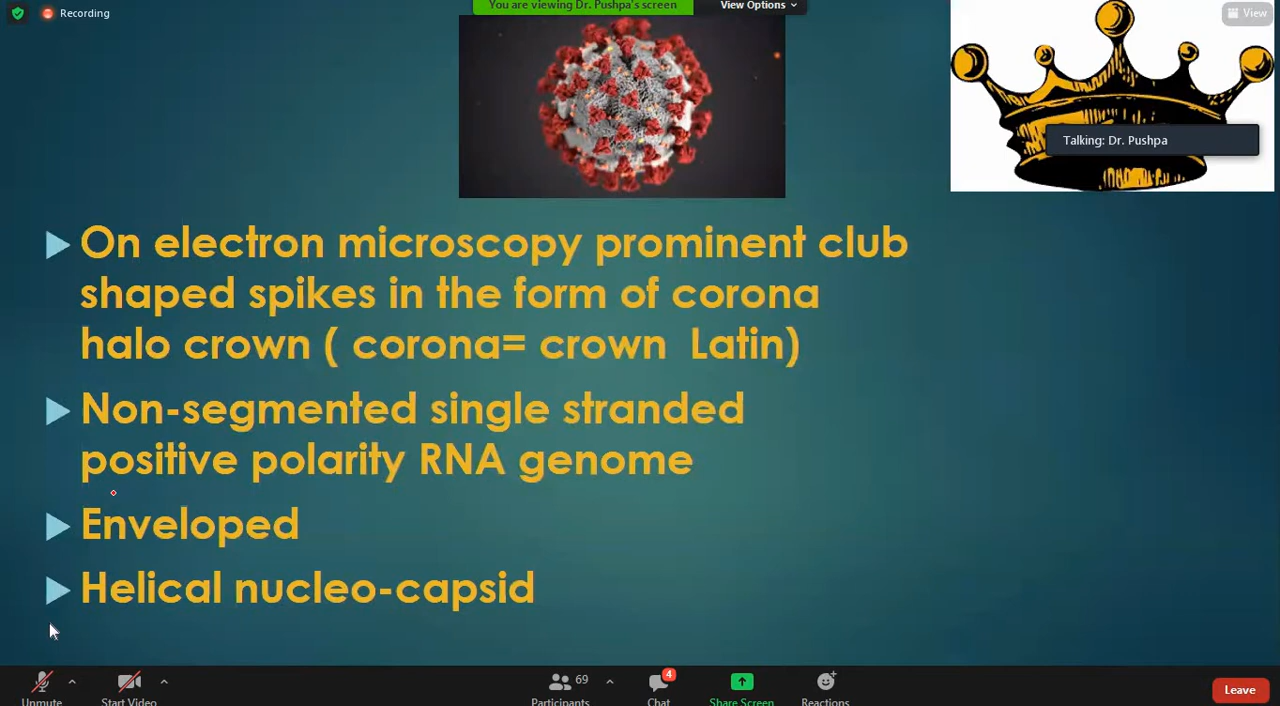 Recording
You are viewing Dr. Pushpa's screen
View Options
View
Talking: Dr. Pushpa
On electron microscopy prominent club
shaped spikes in the form of corona
halo crown ( corona= crown Latin)
Non-segmented single stranded
positive polarity RNA genome
Enveloped
Helical nucleo-capsid
69
4
Unmute
Start Video
Participants
Chat
Share Screen
Reactions
Leave